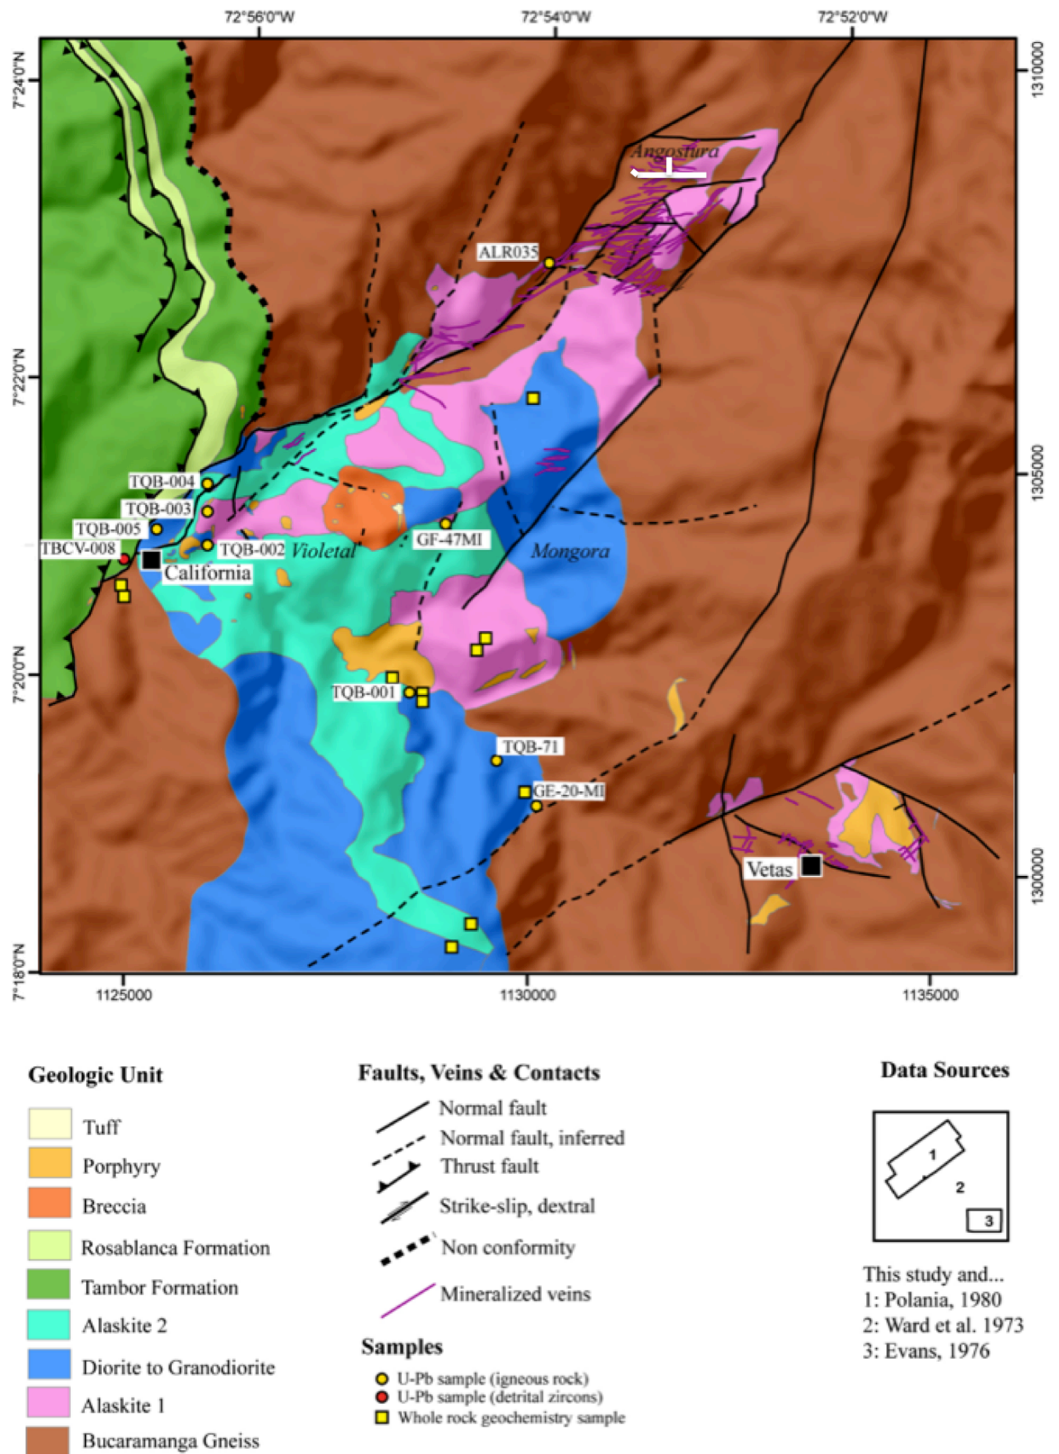 72°56'0"W
72°54'0"W
72°52'0"W
7°24'0"N
1310000
Angostura
ALR035
7°22'0"N
1305000
TQB-004
TQB-003
TQB-005
GF-47MI
TBCV-008
TQB-002
Violetal
Mongora
California
7°20'0"N
TQB-001
TQB-71
GE-20-MI
Vetas
1300000
7°18'0"N
1125000
1130000
1135000
Geologic Unit
Tuff
Porphyry
Breccia
Rosablanca Formation
Tambor Formation
Alaskite 2
Diorite to Granodiorite
Alaskite 1
Bucaramanga Gneiss
Faults, Veins & Contacts
Normal fault
Normal fault, inferred
Thrust fault
Strike-slip, dextral
Non conformity
Mineralized veins
Samples
U-Pb sample (igneous rock)
U-Pb sample (detrital zircons)
Whole rock geochemistry sample
Data Sources
1
2
3
This study and...
1: Polania, 1980
2: Ward et al. 1973
3: Evans, 1976